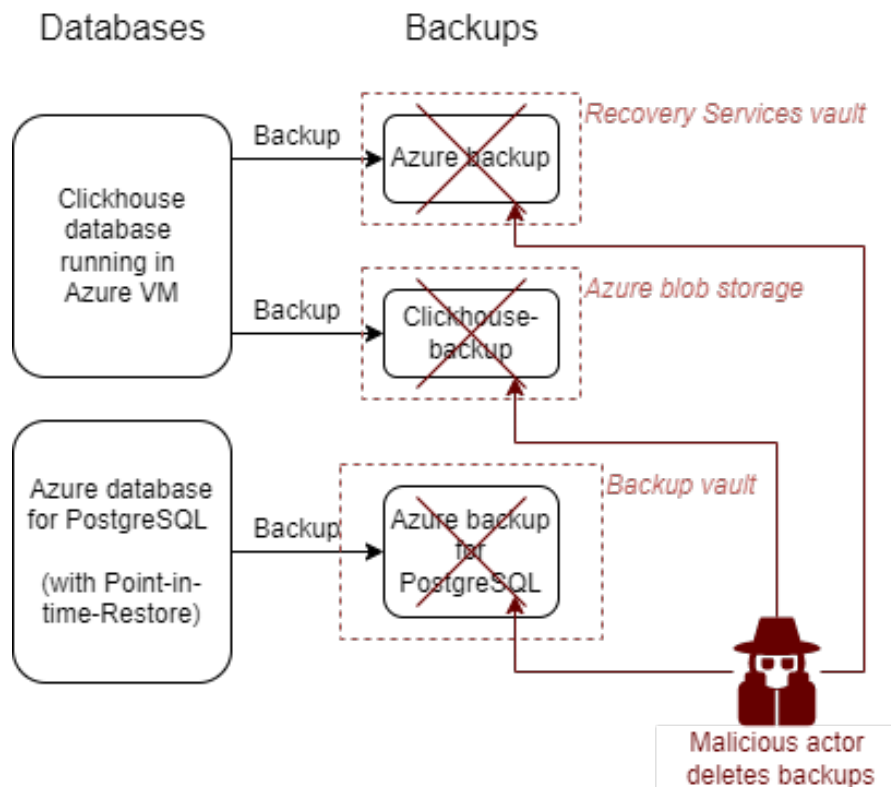 Databases
Backups
Clickhouse
database
running in
Azure VM
Backup
Azure backup
Recovery Services vault
Backup
Clickhouse-
backup
Azure blob storage
Azure database
for PostgreSQL
(with Point-in-
time-Restore)
Backup
Azure backup
for
PostgreSQL
Backup vault
Malicious actor
deletes backups